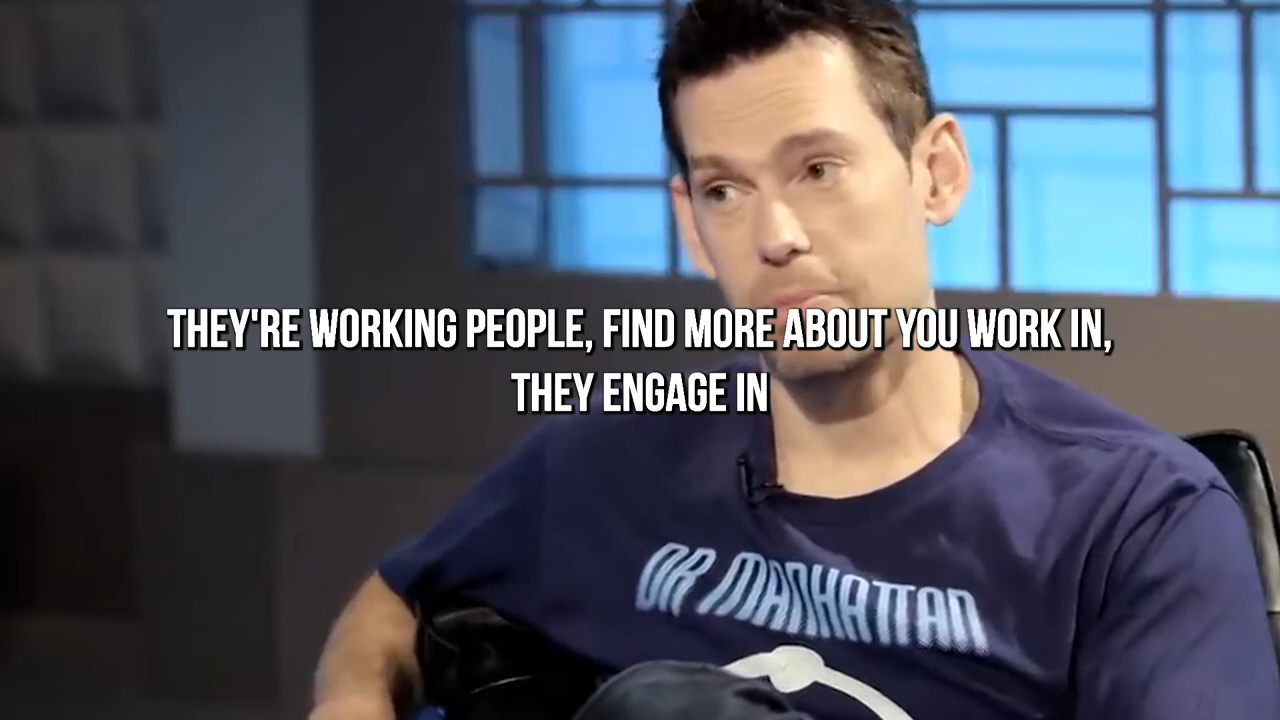 THEY'RE WORKING PEOPLE, FIND MORE ABOUT YOU WORK IN,
THEY ENGAGE IN
DR MANHATTAN